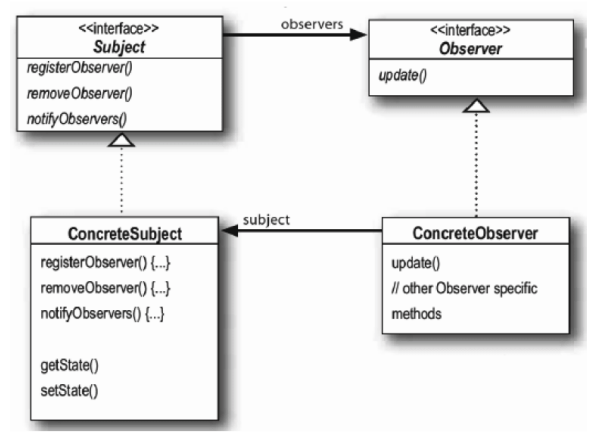 <<interface>>
Subject
registerObserver()
removeObserver()
notifyObservers()
observers
<<interface>>
Observer
update()
ConcreteSubject
registerObserver() {...}
removeObserver() {...}
notifyObservers() {...}
getState()
setState()
subject
ConcreteObserver
update()
// other Observer specific
methods